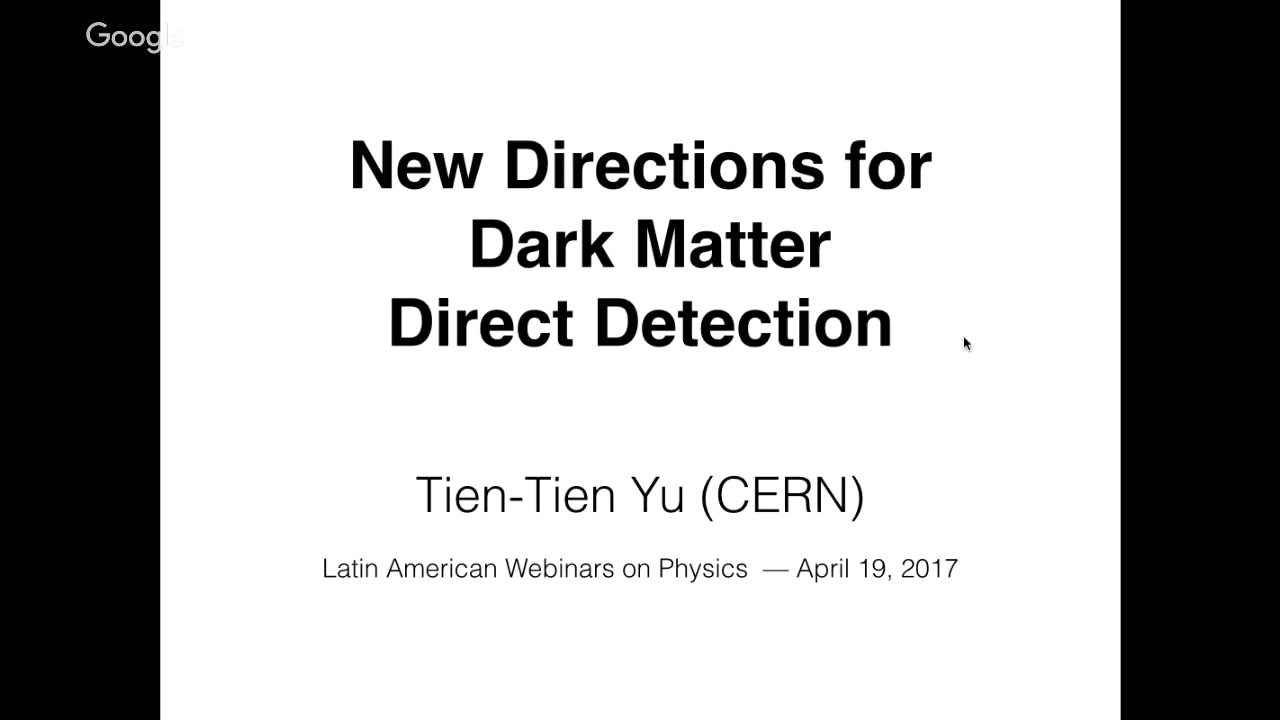 Google
New Directions for
Dark Matter
Direct Detection
Tien-Tien Yu (CERN)
Latin American Webinars on Physics — April 19, 2017